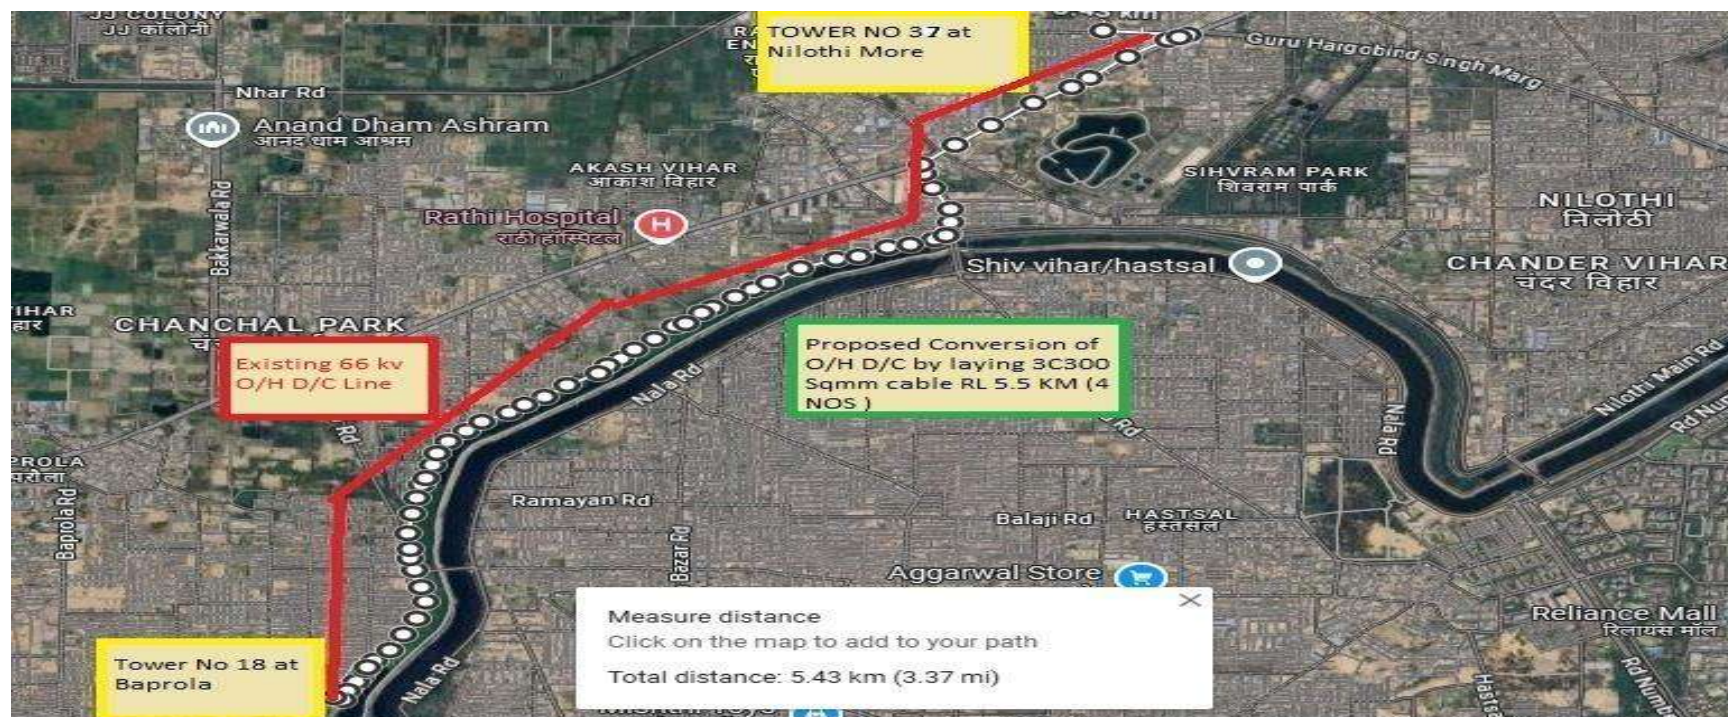 JJ COLONY
JJ कॉलोनी
TOWER NO 37 at
Nilothi More
Guru Hargobind Singh Marg
Nhar Rd
Anand Dham Ashram
आनंद धाम आश्रम
Bakkarwala Rd
AKASH VIHAR
आकाश विहार
SIHVRAM PARK
शिवराम पार्क
NILOTHI
निलोठी
Rathi Hospital
राठी हॉस्पिटल
Shiv vihar/hastsal
CHANDER VIHAR
चंदर विहार
CHANCHAL PARK
Existing 66 kv
O/H D/C Line
Proposed Conversion of
O/H D/C by laying 3C300
Sqmm cable RL 5.5 KM (4
NOS )
Nala Rd
Nilothi Main Rd
Nala Rd
Baprola Rd
Ramayan Rd
Bazar Rd
Balaji Rd
HASTSAL
हस्तसल
Aggarwal Store
Measure distance
Click on the map to add to your path
Total distance: 5.43 km (3.37 mi)
Reliance Mall
रिलायंस मॉल
Tower No 18 at
Baprola
Nala Rd